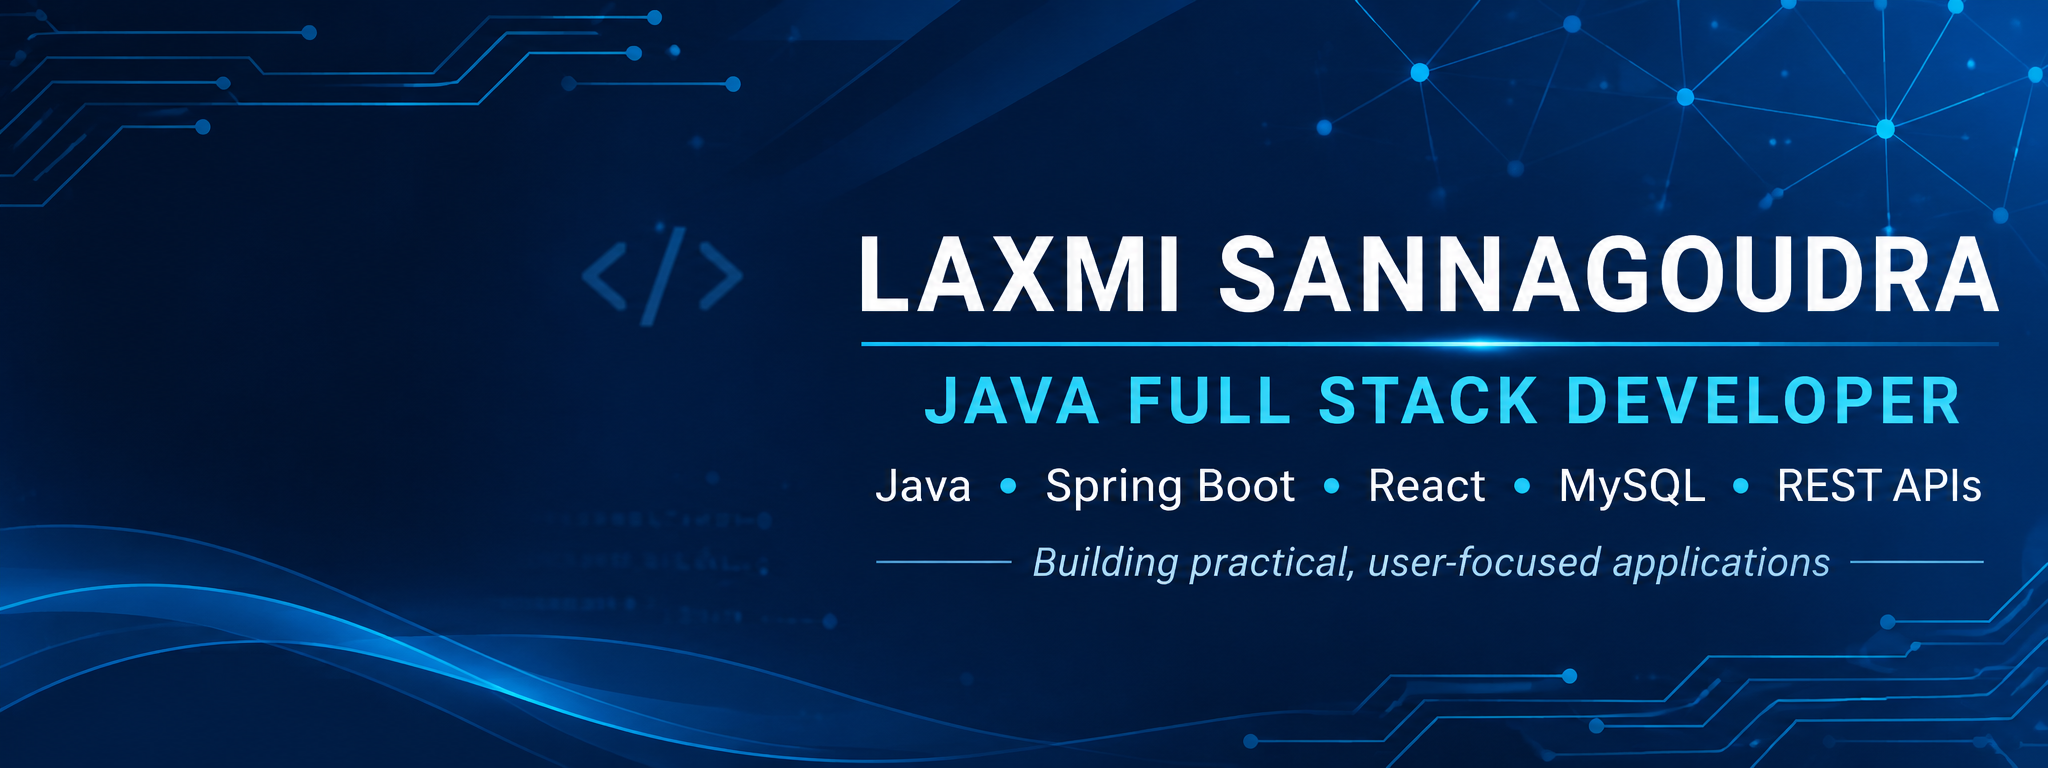 </>
LAXMI SANNAGOUDRA
JAVA FULL STACK DEVELOPER
Java • Spring Boot • React • MySQL • REST APIs
Building practical, user-focused applications